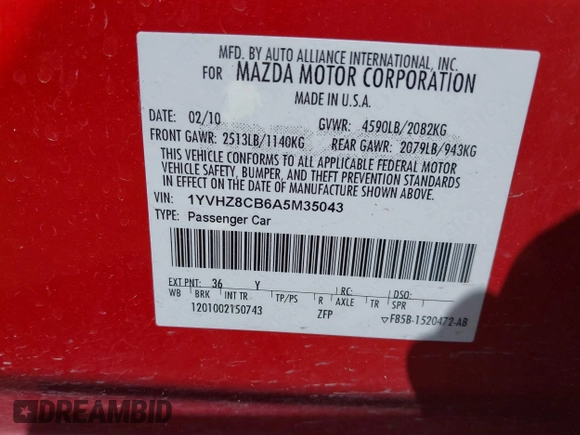 MFD. BY AUTO ALLIANCE INTERNATIONAL, INC.
FOR MAZDA MOTOR CORPORATION
MADE IN U.S.A.
DATE: 02/10 GVWR: 4590LB/2082KG
FRONT GAWR: 2513LB/1140KG REAR GAWR: 2079LB/943KG
THIS VEHICLE CONFORMS TO ALL APPLICABLE FEDERAL MOTOR
VEHICLE SAFETY, BUMPER, AND THEFT PREVENTION STANDARDS
IN EFFECT ON THE DATE OF MANUFACTURE SHOWN ABOVE.
VIN: 1YVHZ8CB6A5M35043
TYPE: Passenger Car
EXT PNT: 36 Y RC: DSO:
WB BRK INT TR TP/PS R AXLE TR SPR
1201002150743 ZFP F85B-1520472-AB
DREAMBID